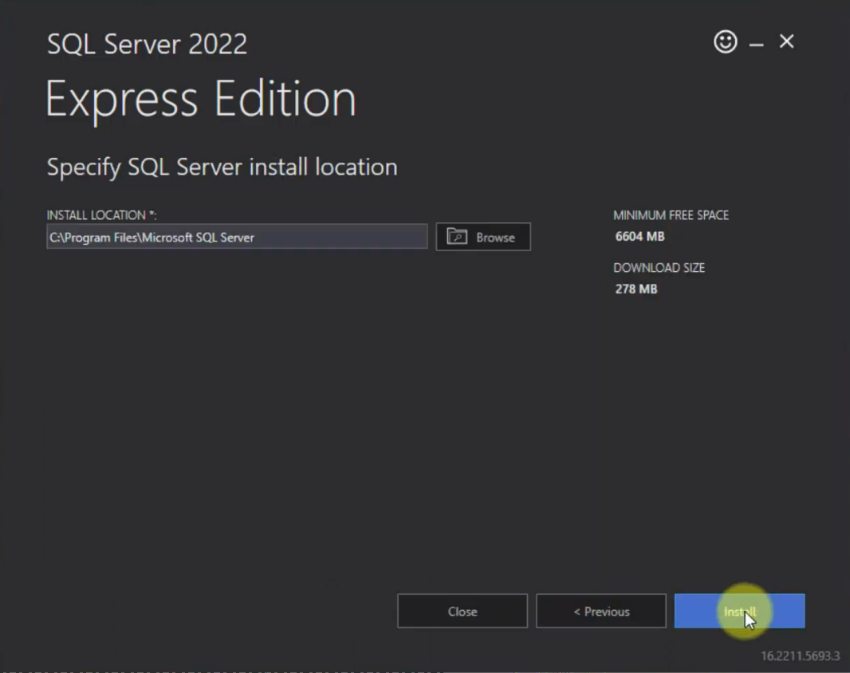 SQL Server 2022
Express Edition
Specify SQL Server install location
INSTALL LOCATION *:
C:\Program Files\Microsoft SQL Server
Browse
MINIMUM FREE SPACE
6604 MB
DOWNLOAD SIZE
278 MB
Close
< Previous
Install
16.2211.5693.3